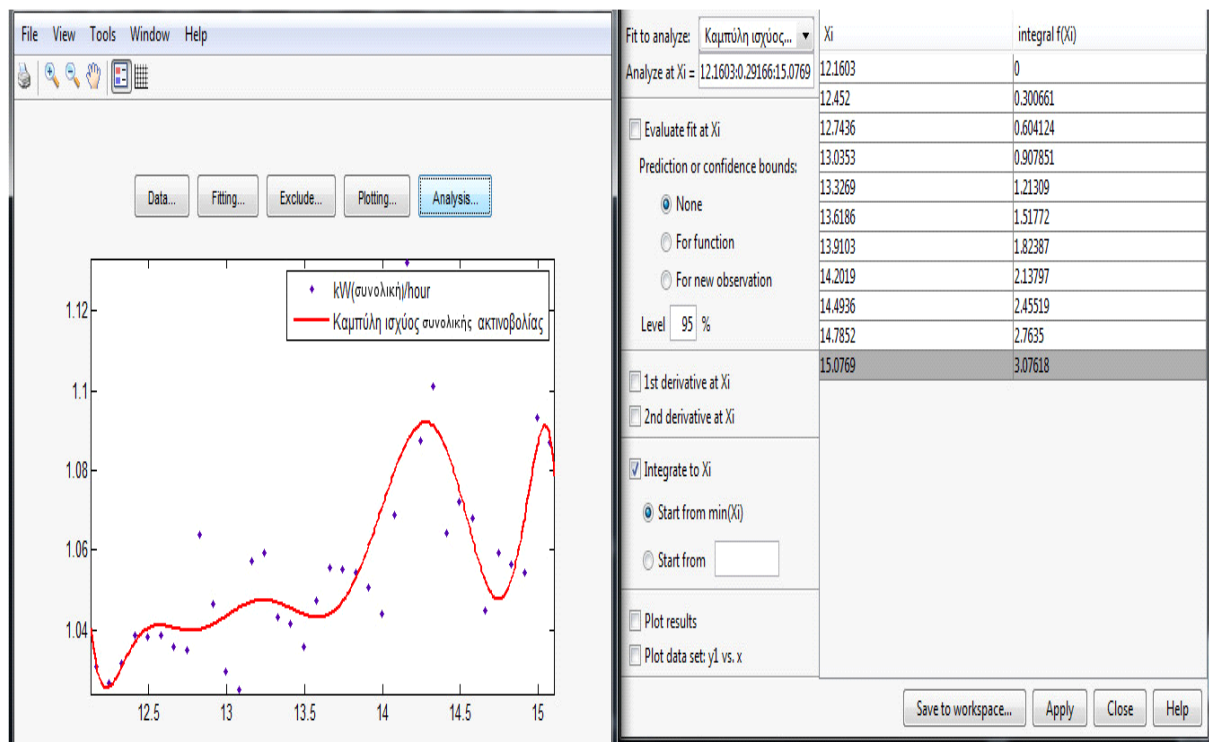 File View Tools Window Help
Data... Fitting... Exclude... Plotting... Analysis...
kW(συνολική)/hour
Καμπύλη ισχύος συνολικής ακτινοβολίας
1.12
1.1
1.08
1.06
1.04
12.5 13 13.5 14 14.5 15
Fit to analyze: Καμπύλη ισχύος...
Analyze at Xi = 12.1603:0.29166:15.0769
Evaluate fit at Xi
Prediction or confidence bounds:
None
For function
For new observation
Level 95 %
1st derivative at Xi
2nd derivative at Xi
Integrate to Xi
Start from min(Xi)
Start from
Plot results
Plot data set: y1 vs. x
Xi integral f(Xi)
12.1603 0
12.452 0.300661
12.7436 0.604124
13.0353 0.907851
13.3269 1.21309
13.6186 1.51772
13.9103 1.82387
14.2019 2.13797
14.4936 2.45519
14.7852 2.7635
15.0769 3.07618
Save to workspace... Apply Close Help